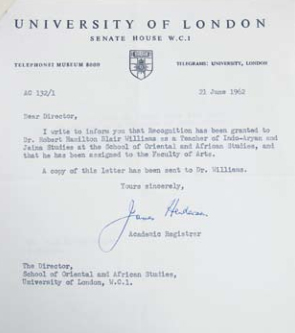 UNIVERSITY OF LONDON
SENATE HOUSE W.C.1
TELEPHONE: MUSEUM 8000
TELEGRAMS: UNIVERSITY, LONDON
AC 132/1
21 June 1962
Dear Director,
I write to inform you that Recognition has been granted to
Dr. Robert Hamilton Blair Williams as a Teacher of Indo-Aryan and
Jaina Studies at the School of Oriental and African Studies, and
that he has been assigned to the Faculty of Arts.
A copy of this letter has been sent to Dr. Williams.
Yours sincerely,
James Henderson
Academic Registrar
The Director,
School of Oriental and African Studies,
University of London, W.C.1.